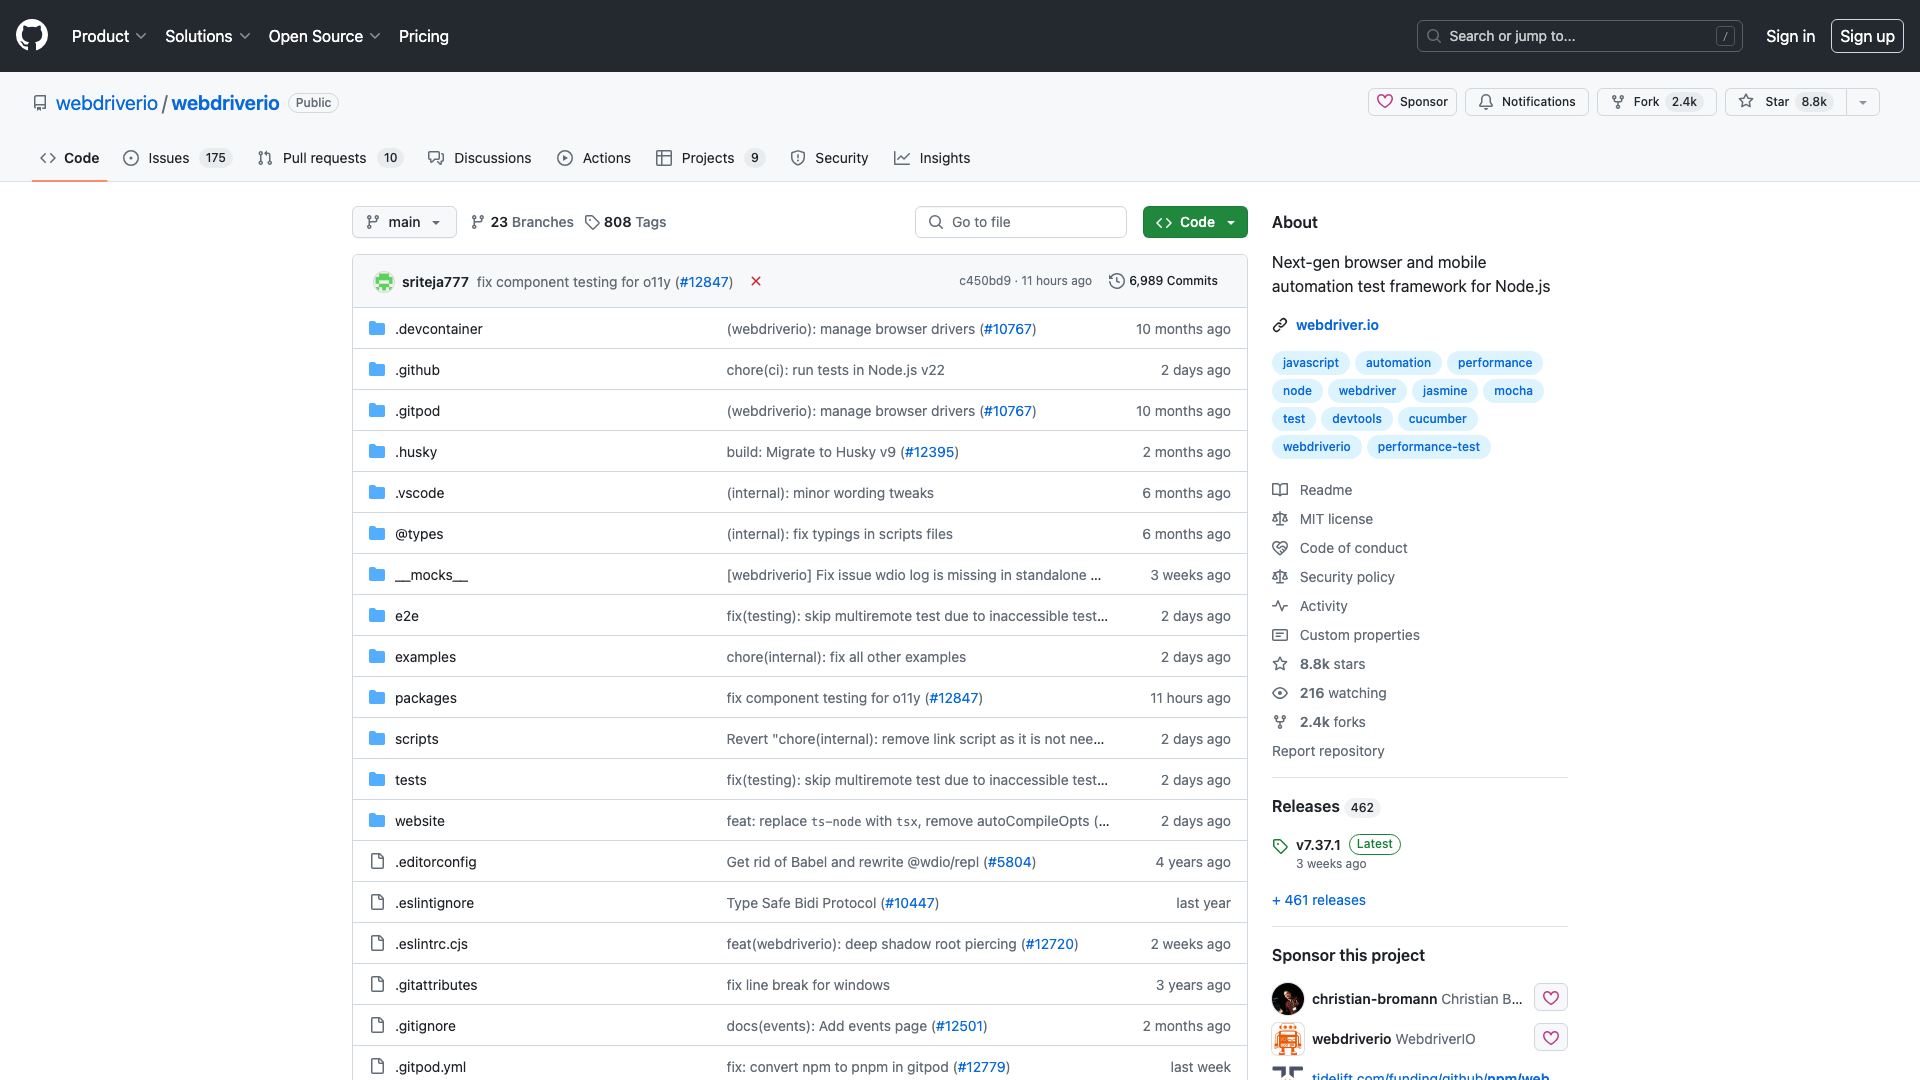 Product Solutions Open Source Pricing Search or jump to... / Sign in Sign up
webdriverio / webdriverio Public Sponsor Notifications Fork 2.4k Star 8.8k
Code Issues 175 Pull requests 10 Discussions Actions Projects 9 Security Insights
main 23 Branches 808 Tags Go to file Code
sriteja777 fix component testing for o11y (#12847) c450bd9 · 11 hours ago 6,989 Commits
.devcontainer (webdriverio): manage browser drivers (#10767) 10 months ago
.github chore(ci): run tests in Node.js v22 2 days ago
.gitpod (webdriverio): manage browser drivers (#10767) 10 months ago
.husky build: Migrate to Husky v9 (#12395) 2 months ago
.vscode (internal): minor wording tweaks 6 months ago
@types (internal): fix typings in scripts files 6 months ago
__mocks__ [webdriverio] Fix issue wdio log is missing in standalone ... 3 weeks ago
e2e fix(testing): skip multiremote test due to inaccessible test... 2 days ago
examples chore(internal): fix all other examples 2 days ago
packages fix component testing for o11y (#12847) 11 hours ago
scripts Revert "chore(internal): remove link script as it is not nee... 2 days ago
tests fix(testing): skip multiremote test due to inaccessible test... 2 days ago
website feat: replace ts-node with tsx, remove autoCompileOpts (... 2 days ago
.editorconfig Get rid of Babel and rewrite @wdio/repl (#5804) 4 years ago
.eslintignore Type Safe Bidi Protocol (#10447) last year
.eslintrc.cjs feat(webdriverio): deep shadow root piercing (#12720) 2 weeks ago
.gitattributes fix line break for windows 3 years ago
.gitignore docs(events): Add events page (#12501) 2 months ago
.gitpod.yml fix: convert npm to pnpm in gitpod (#12779) last week
About
Next-gen browser and mobile
automation test framework for Node.js
webdriver.io
javascript automation performance
node webdriver jasmine mocha
test devtools cucumber
webdriverio performance-test
Readme
MIT license
Code of conduct
Security policy
Activity
Custom properties
8.8k stars
216 watching
2.4k forks
Report repository
Releases 462
v7.37.1 Latest
3 weeks ago
+ 461 releases
Sponsor this project
christian-bromann Christian B...
webdriverio WebdriverIO
tidelift.com/funding/github/npm/web...